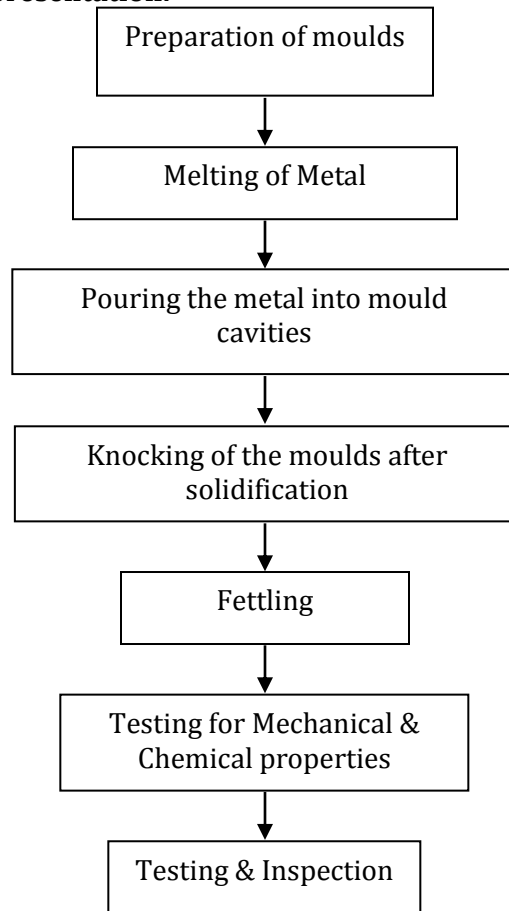 Preparation of moulds
Melting of Metal
Pouring the metal into mould
cavities
Knocking of the moulds after
solidification
Fettling
Testing for Mechanical &
Chemical properties
Testing & Inspection